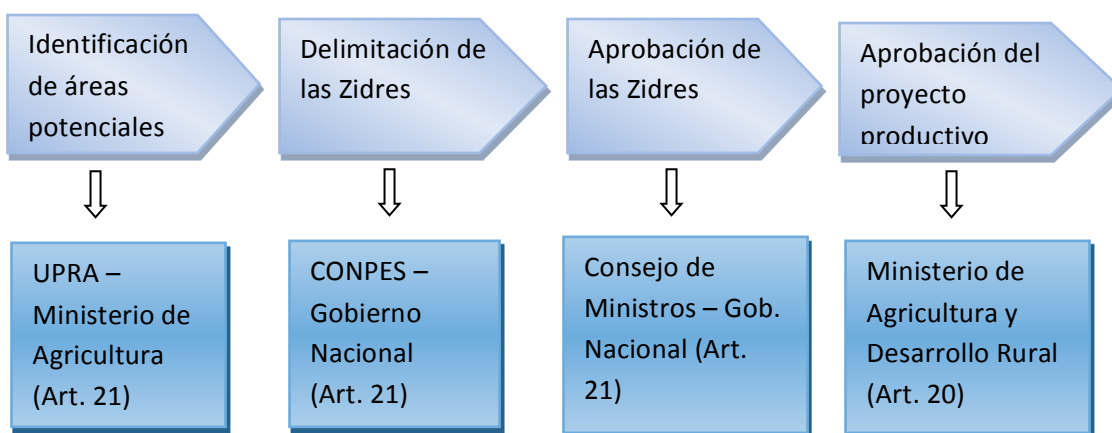 Identificación
de áreas
potenciales
Delimitación de
las Zidres
Aprobación de
las Zidres
Aprobación del
proyecto
productivo
UPRA –
Ministerio de
Agricultura
(Art. 21)
CONPES –
Gobierno
Nacional
(Art. 21)
Consejo de
Ministros – Gob.
Nacional (Art.
21)
Ministerio de
Agricultura y
Desarrollo Rural
(Art. 20)